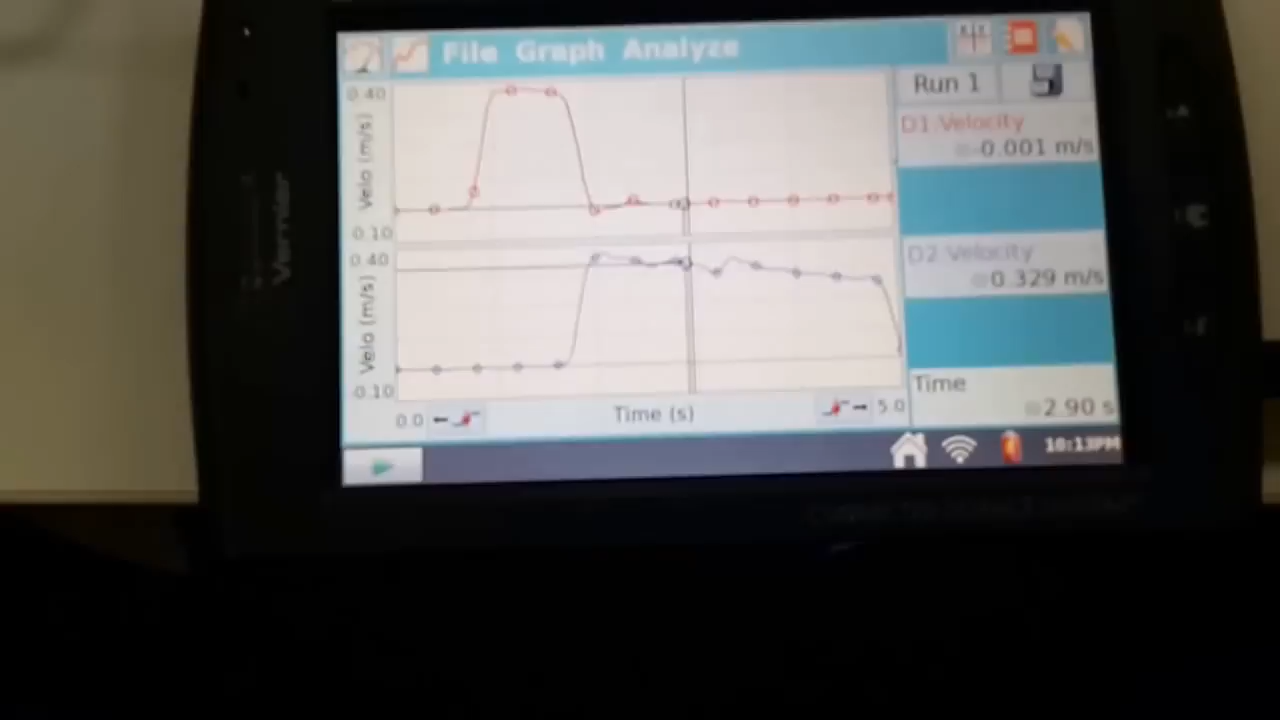 File Graph Analyze
Run 1
0.40
Velo (m/s)
0.10
D1.Velocity
-0.001 m/s
0.40
Velo (m/s)
0.10
D2.Velocity
0.329 m/s
0.0
Time (s)
5.0
Time
2.90 s
10:13PM
Vernier